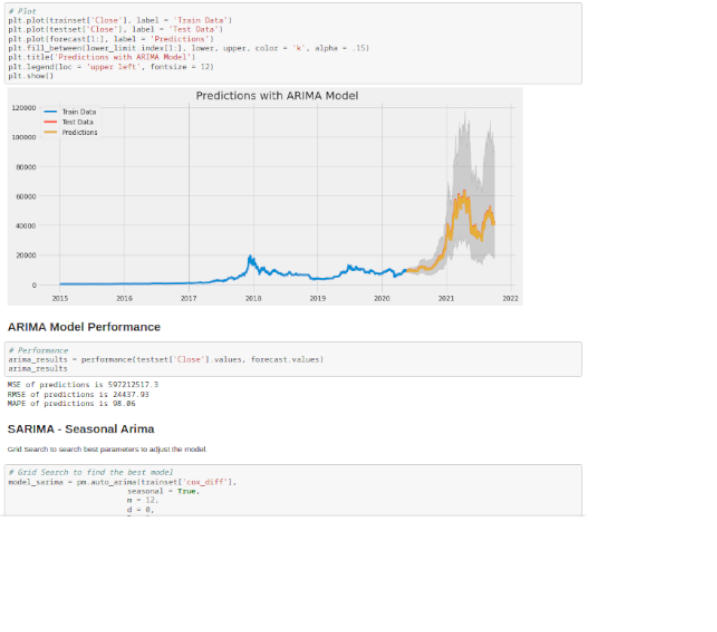 # Plot
plt.plot(trainset['Close'], label = 'Train Data')
plt.plot(testset['Close'], label = 'Test Data')
plt.plot(forecast[1:], label = 'Predictions')
plt.fill_between(lower_limit index[1:], lower, upper, color = 'k', alpha = .15)
plt.title('Predictions with ARIMA Model')
plt.legend(loc = 'upper left', fontsize = 12)
plt.show()
Predictions with ARIMA Model
Train Data
Test Data
Predictions
120000
100000
80000
60000
40000
20000
0
2015 2016 2017 2018 2019 2020 2021 2022
ARIMA Model Performance
# Performance
arima_results = performance(testset['Close'].values, forecast.values)
arima_results
MSE of predictions is 597212517.3
RMSE of predictions is 24437.93
MAPE of predictions is 98.06
SARIMA - Seasonal Arima
Grid Search to search best parameters to adjust the model.
# Grid Search to find the best model
model_sarima = pm.auto_arima(trainset['cox_diff'],
seasonal = True,
m = 12,
d = 0,